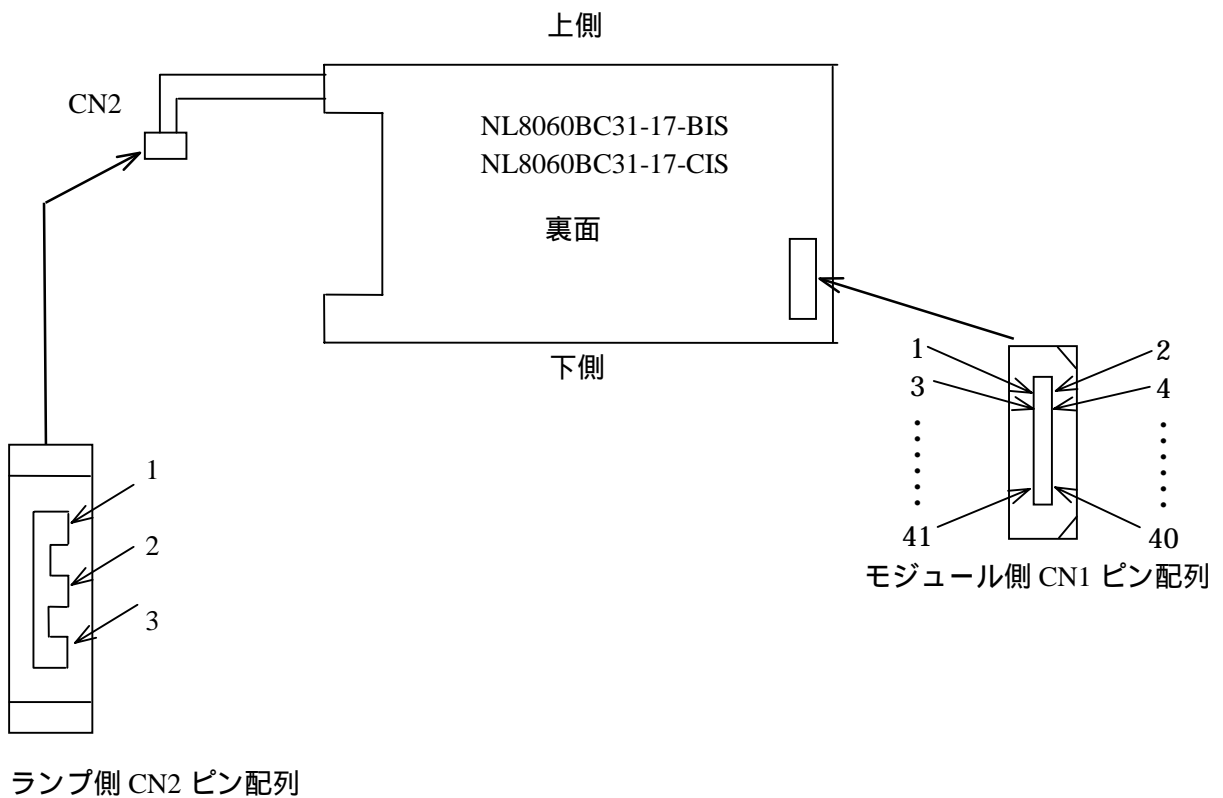 上側
CN2
NL8060BC31-17-BIS
NL8060BC31-17-CIS
裏面
下側
1 2
3 4
41 40
モジュール側 CN1 ピン配列
1
2
3
ランプ側 CN2 ピン配列